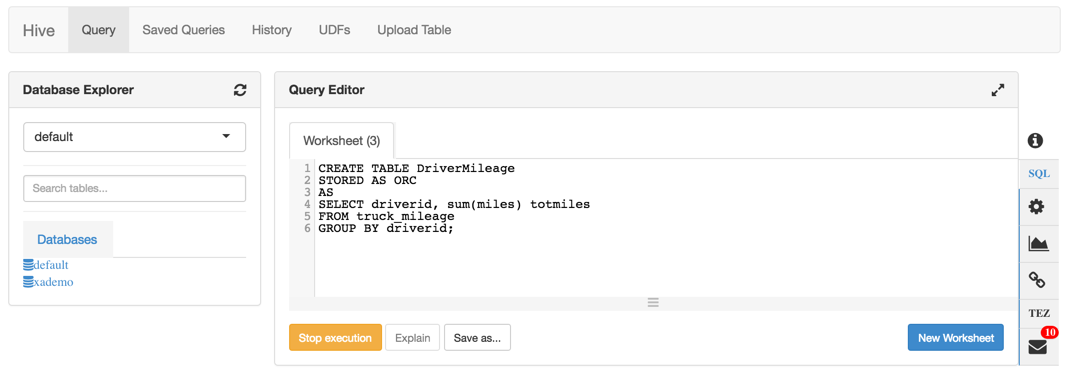 Hive Query Saved Queries History UDFs Upload Table
Database Explorer
default
Search tables...
Databases
default
xademo
Query Editor
Worksheet (3)
1 CREATE TABLE DriverMileage
2 STORED AS ORC
3 AS
4 SELECT driverid, sum(miles) totmiles
5 FROM truck_mileage
6 GROUP BY driverid;
Stop execution Explain Save as... New Worksheet
SQL
TEZ
10